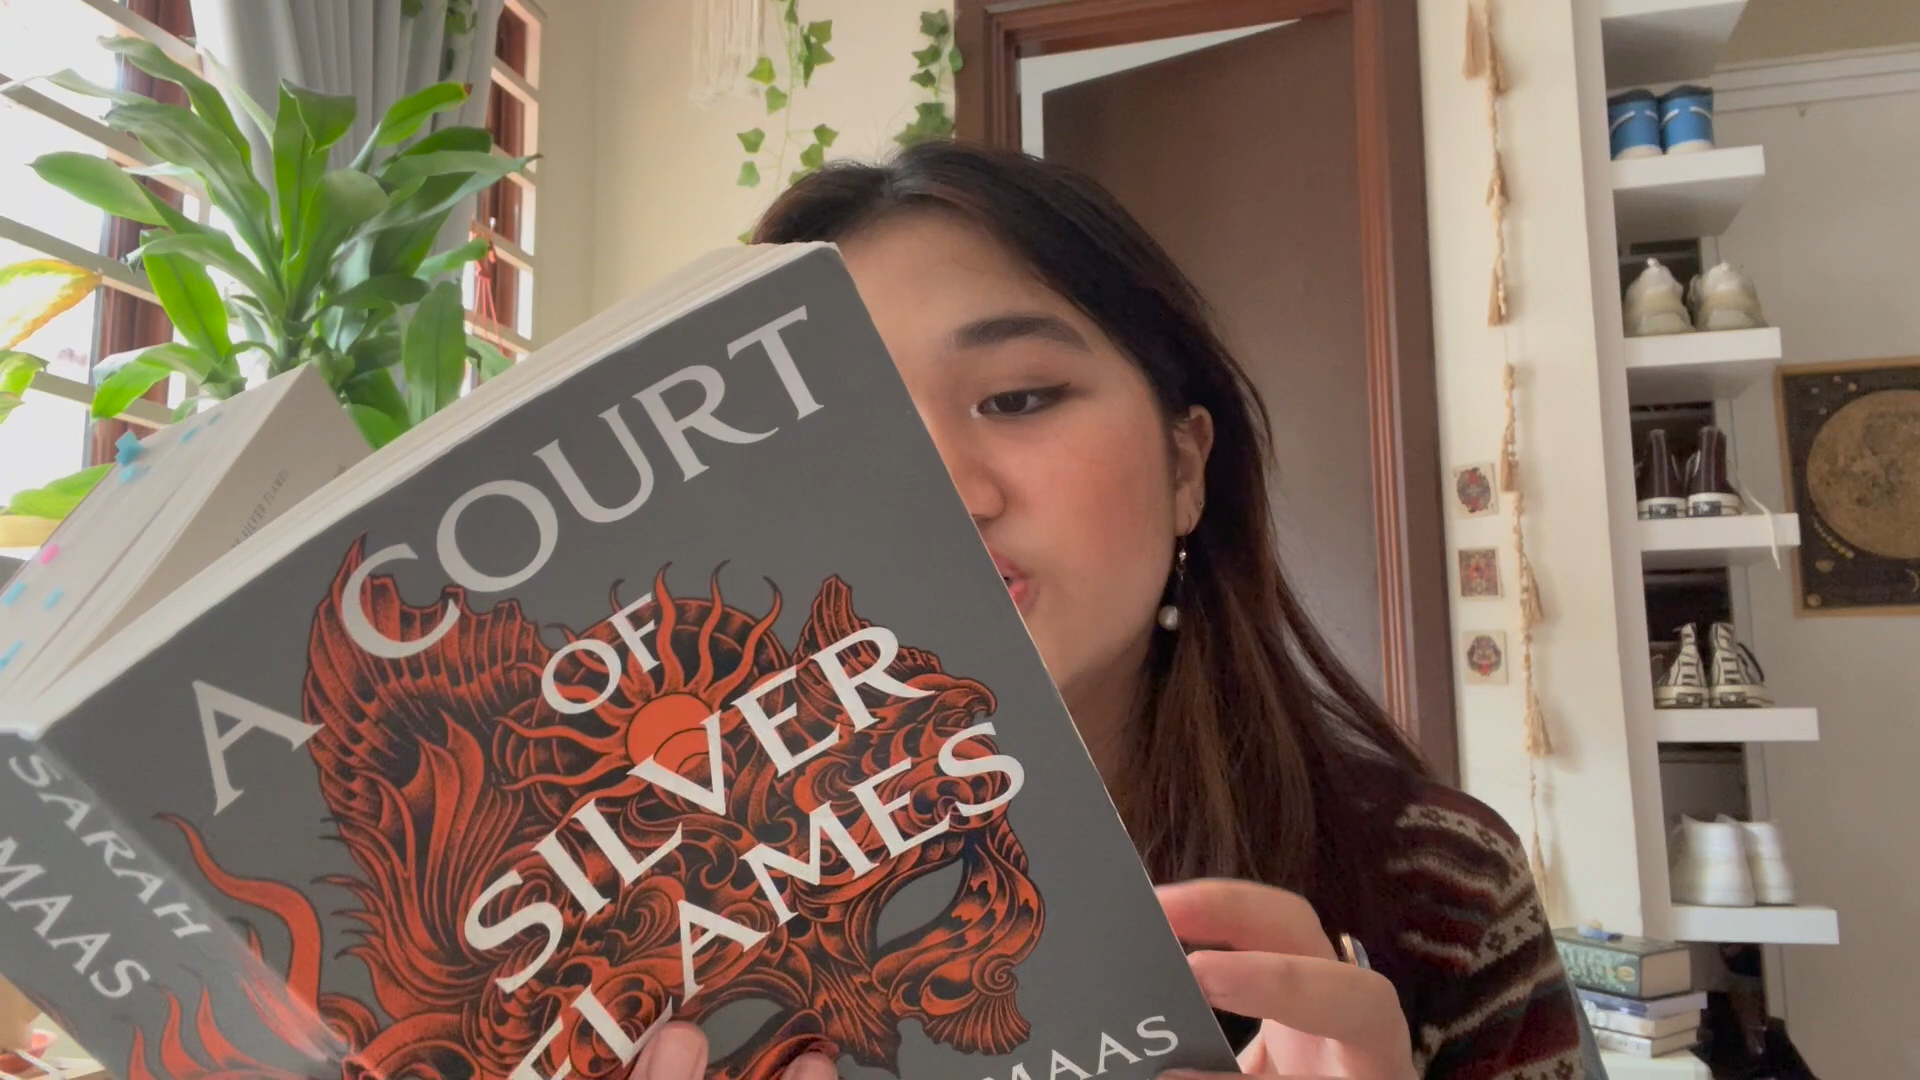 A COURT
OF
SILVER
FLAMES
MAAS
SARAH
MAAS